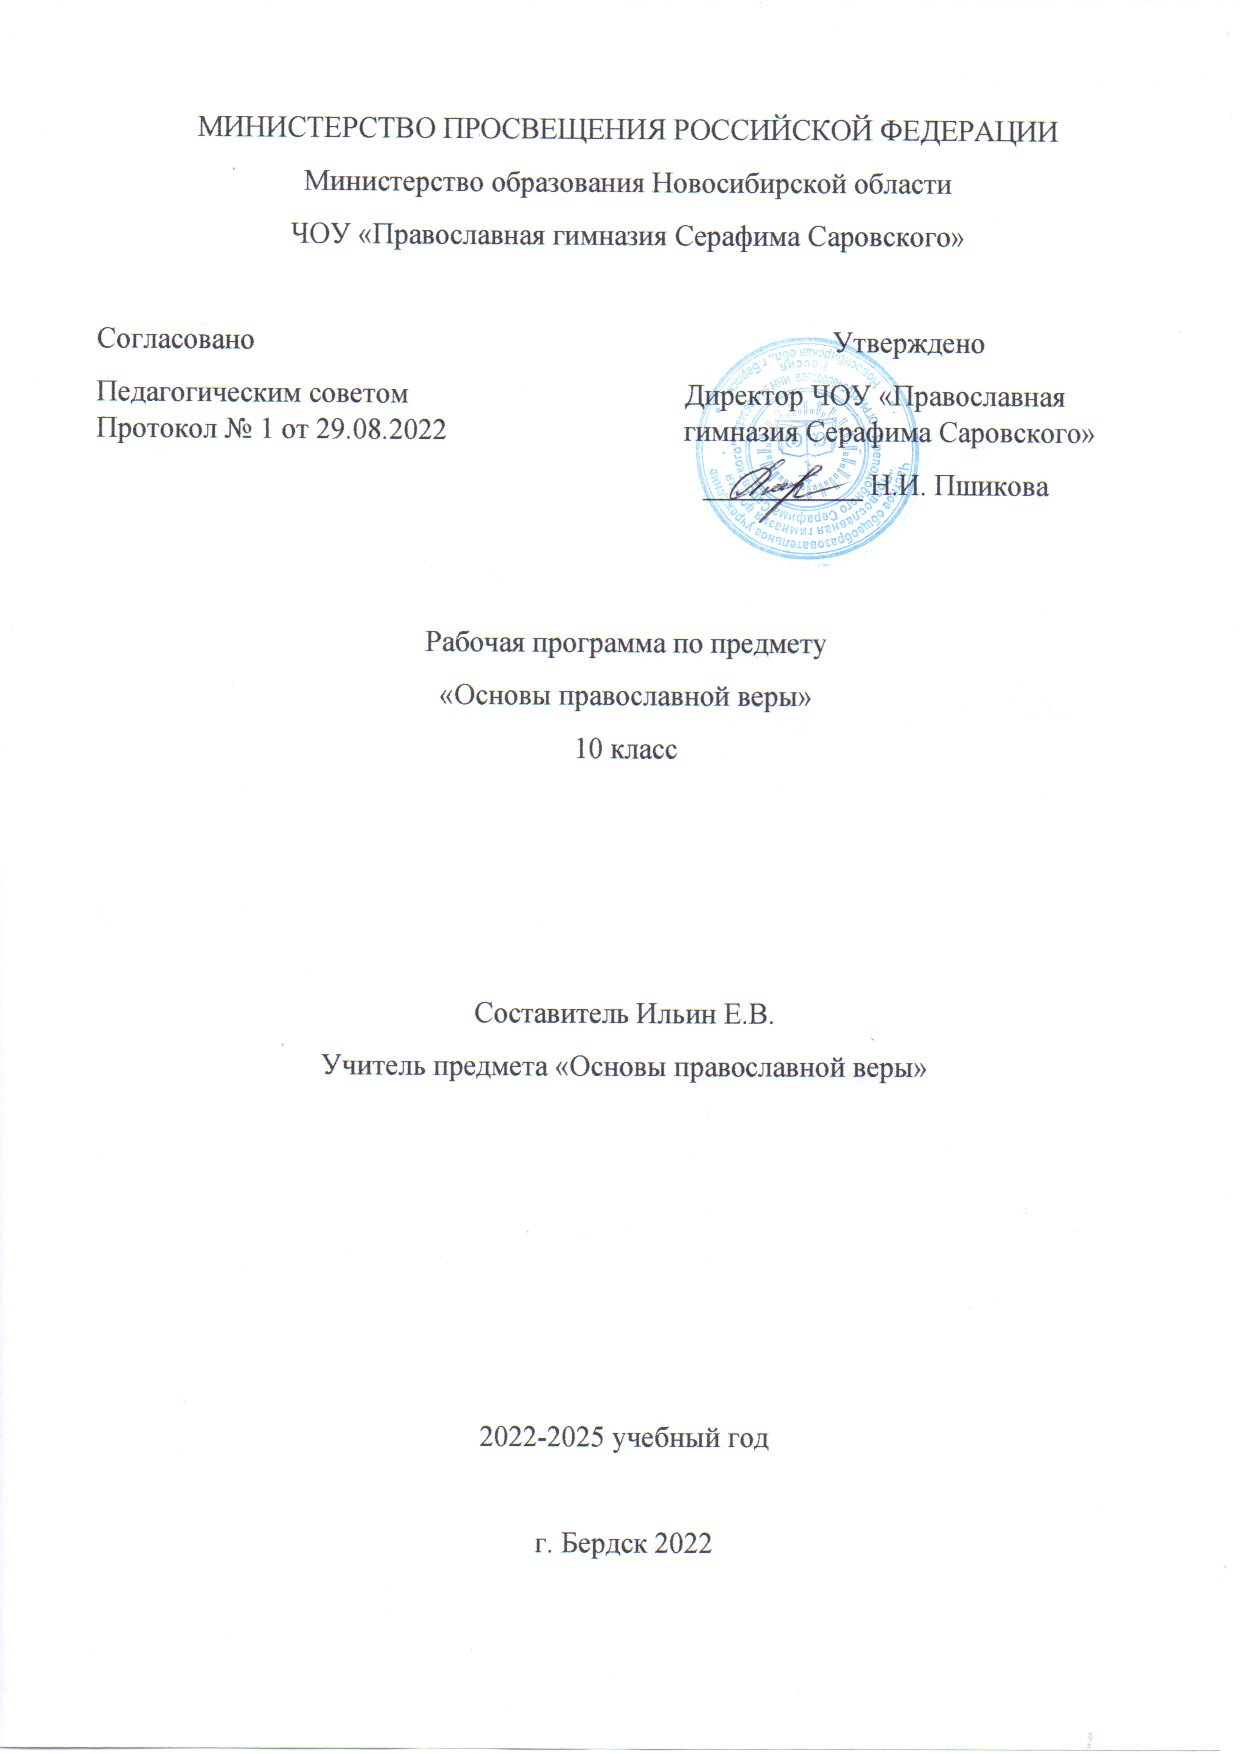 МИНИСТЕРСТВО ПРОСВЕЩЕНИЯ РОССИЙСКОЙ ФЕДЕРАЦИИ
Министерство образования Новосибирской области
ЧОУ «Православная гимназия Серафима Саровского»
Согласовано
Педагогическим советом
Протокол № 1 от 29.08.2022
Утверждено
Директор ЧОУ «Православная
гимназия Серафима Саровского»
Н.И. Пшикова
Рабочая программа по предмету
«Основы православной веры»
10 класс
Составитель Ильин Е.В.
Учитель предмета «Основы православной веры»
2022-2025 учебный год
г. Бердск 2022